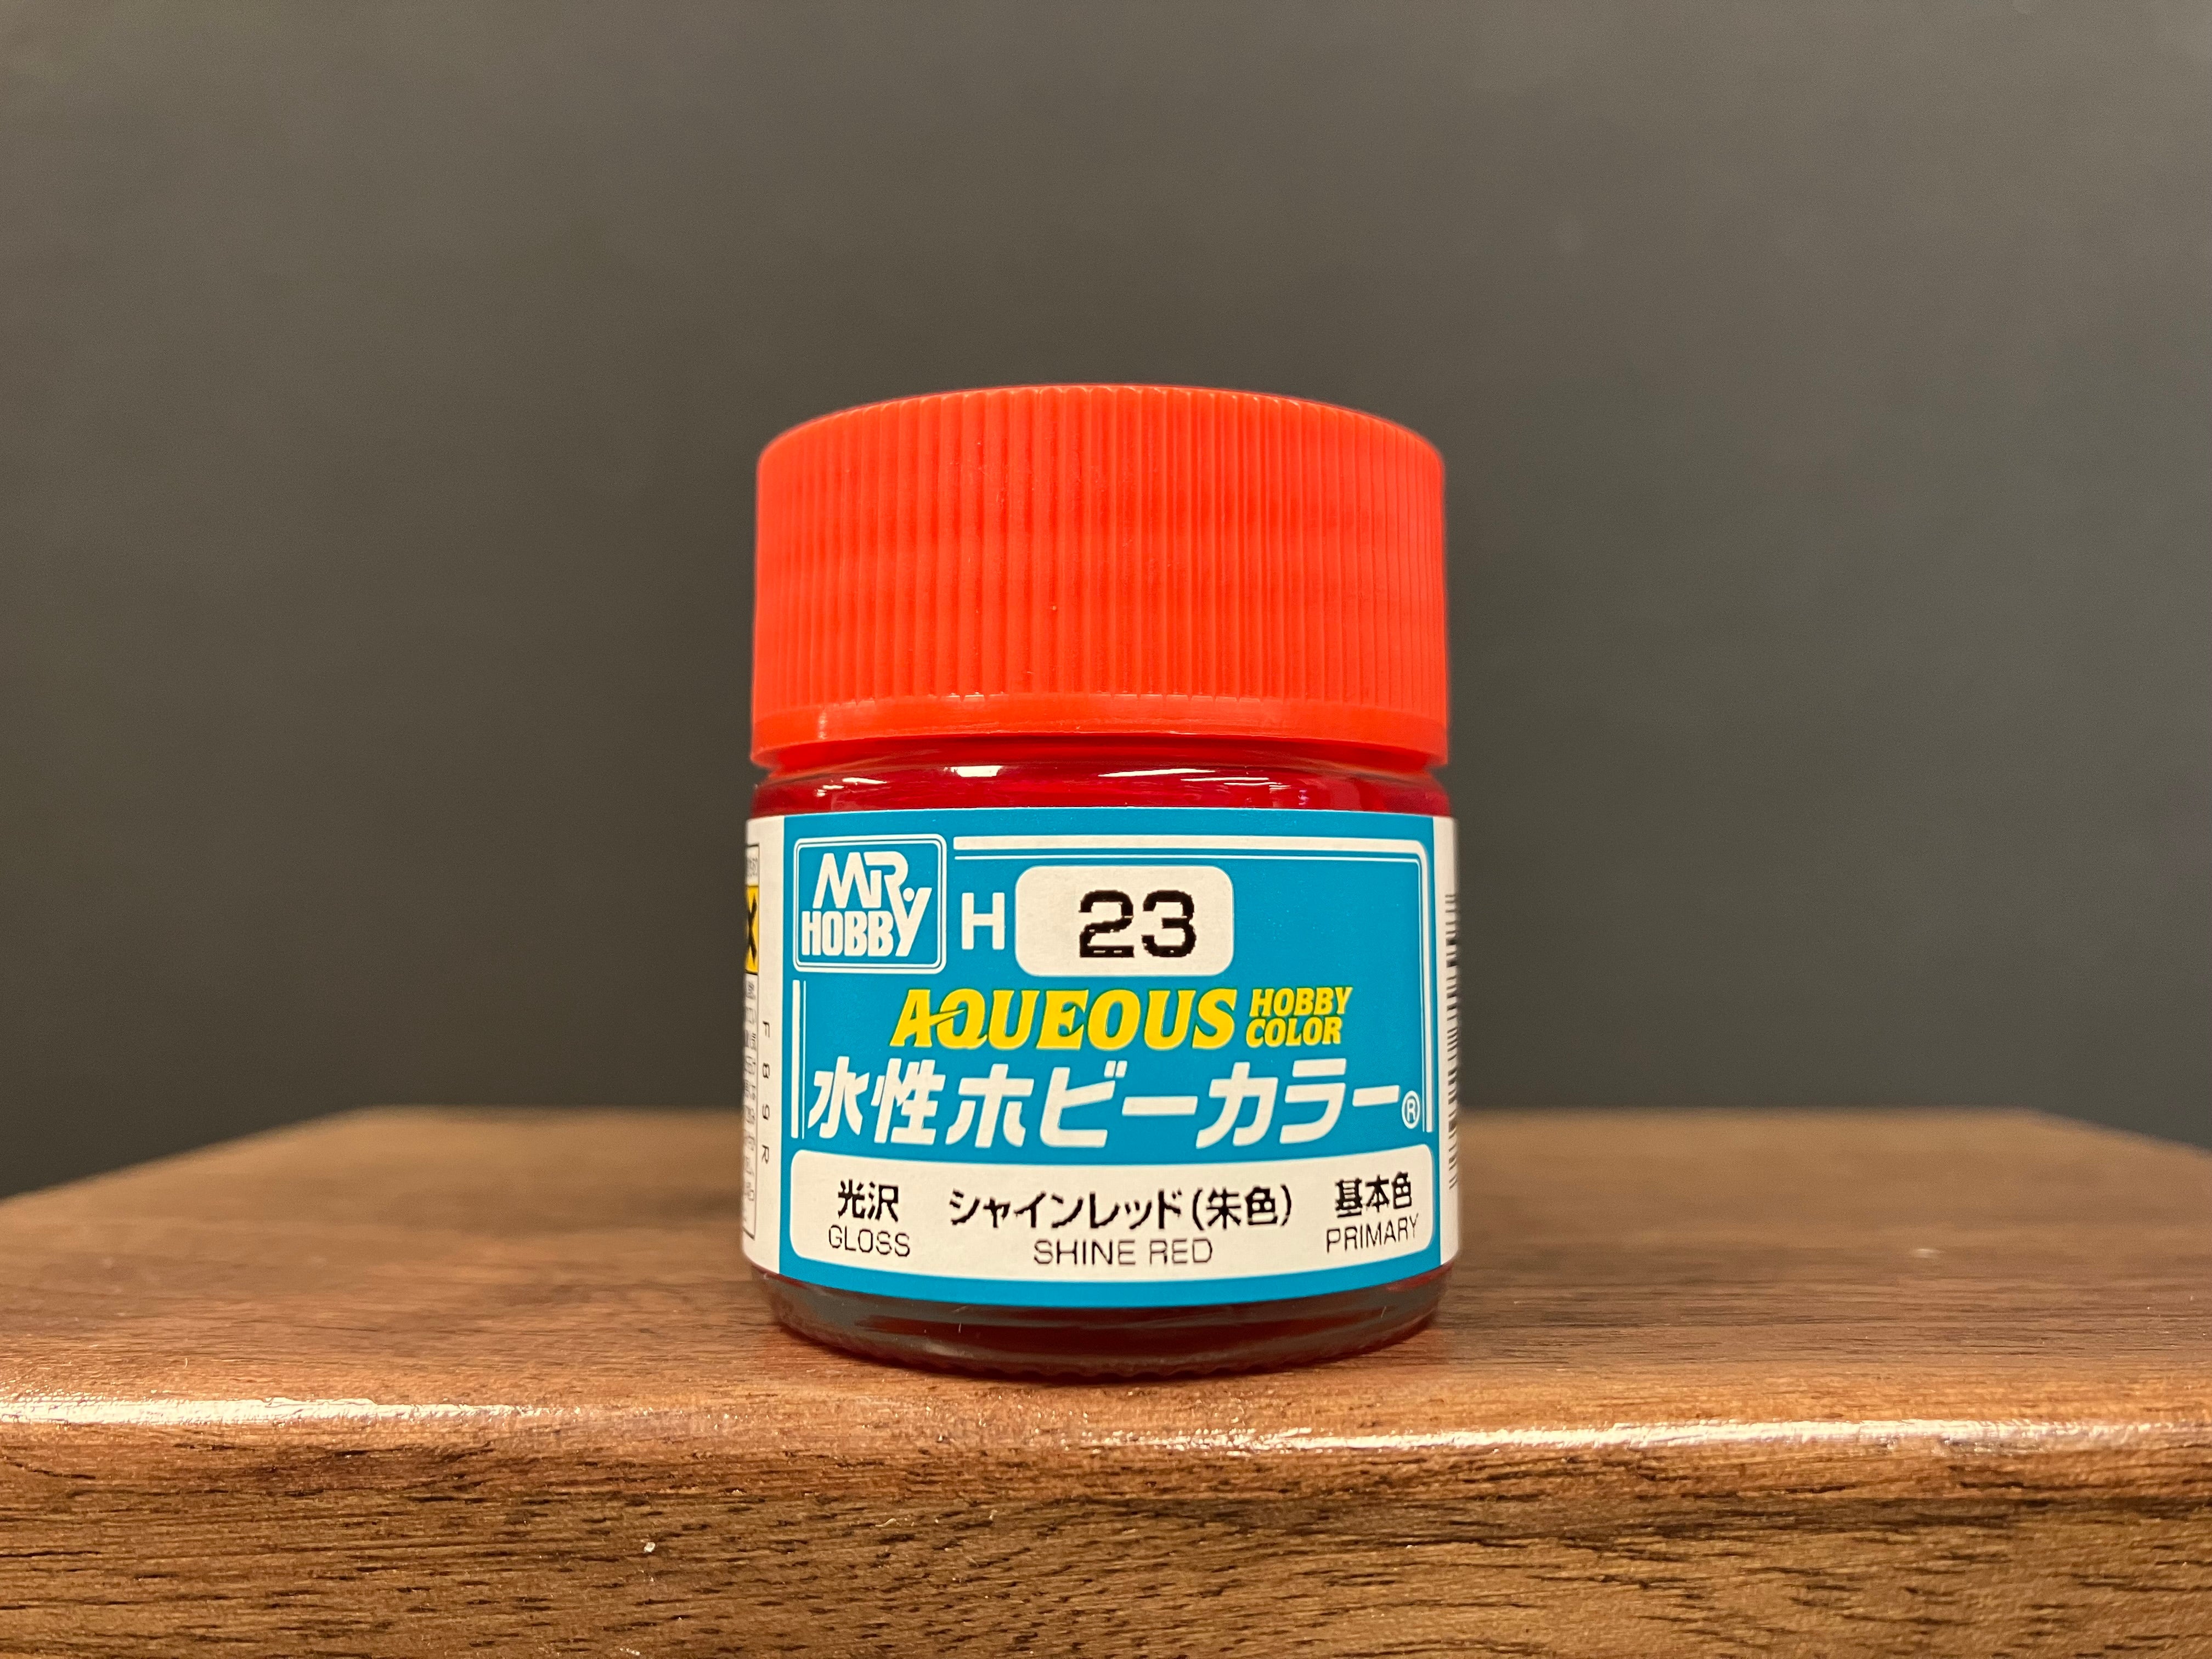 MR.
HOBBY
H 23
AQUEOUS HOBBY COLOR
水性ホビーカラー®
光沢 シャインレッド(朱色) 基本色
GLOSS SHINE RED PRIMARY
F89R